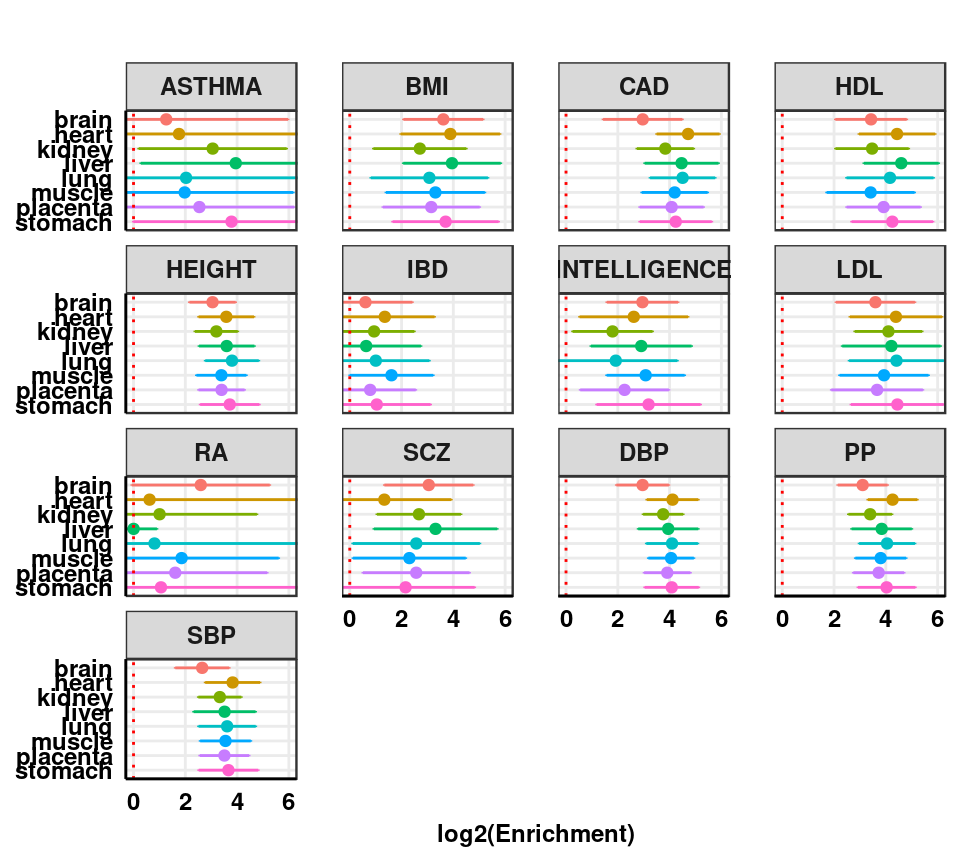 ASTHMA BMI CAD HDL
brain
heart
kidney
liver
lung
muscle
placenta
stomach
HEIGHT IBD INTELLIGENCE LDL
brain
heart
kidney
liver
lung
muscle
placenta
stomach
RA SCZ DBP PP
brain
heart
kidney
liver
lung
muscle
placenta
stomach
0 2 4 6 0 2 4 6 0 2 4 6
SBP
brain
heart
kidney
liver
lung
muscle
placenta
stomach
0 2 4 6
log2(Enrichment)